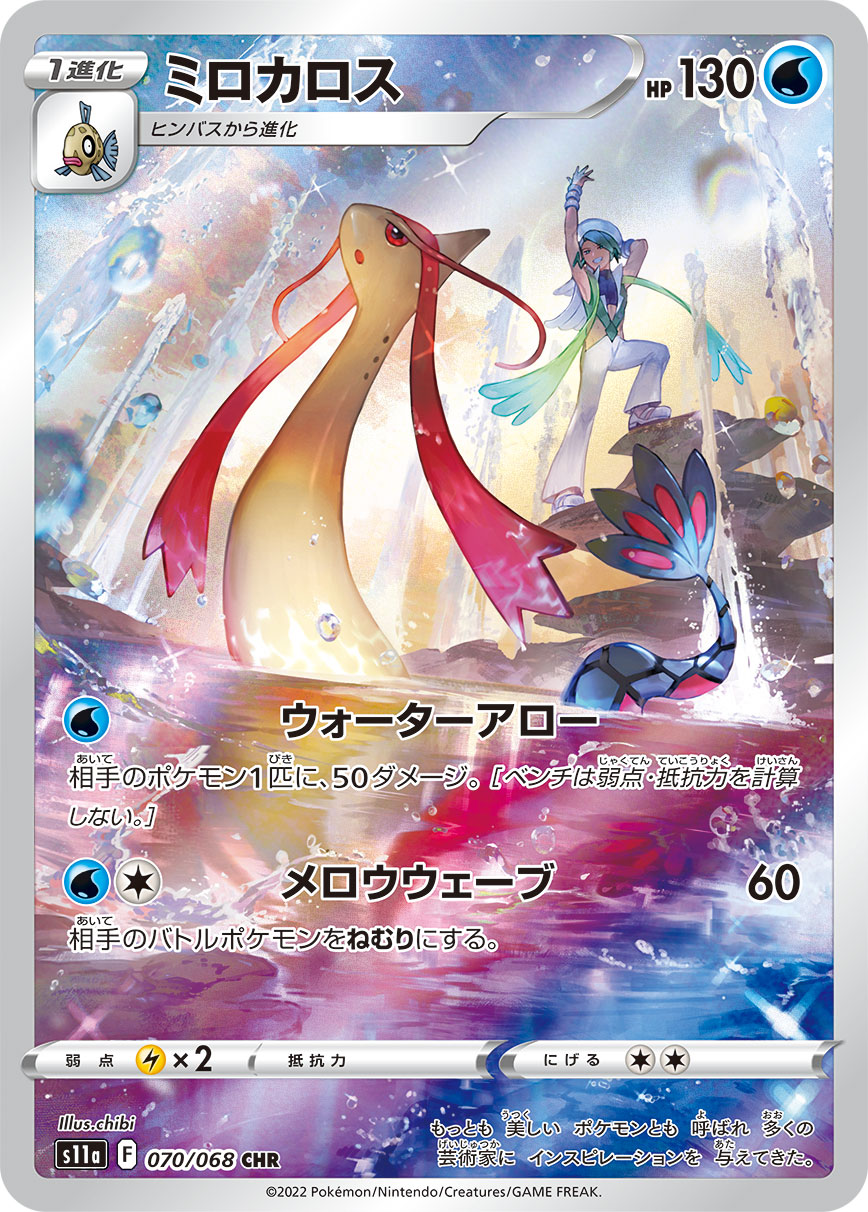 1進化
ミロカロス
HP 130
ヒンバスから進化
ウォーターアロー
相手のポケモン1匹に、50ダメージ。[ベンチは弱点・抵抗力を計算
しない。]
メロウウェーブ 60
相手のバトルポケモンをねむりにする。
弱点 ×2 抵抗力 にげる
Illus.chibi
もっとも 美しい ポケモンとも 呼ばれ 多くの
芸術家に インスピレーションを 与えてきた。
s11a F 070/068 CHR
©2022 Pokémon/Nintendo/Creatures/GAME FREAK.